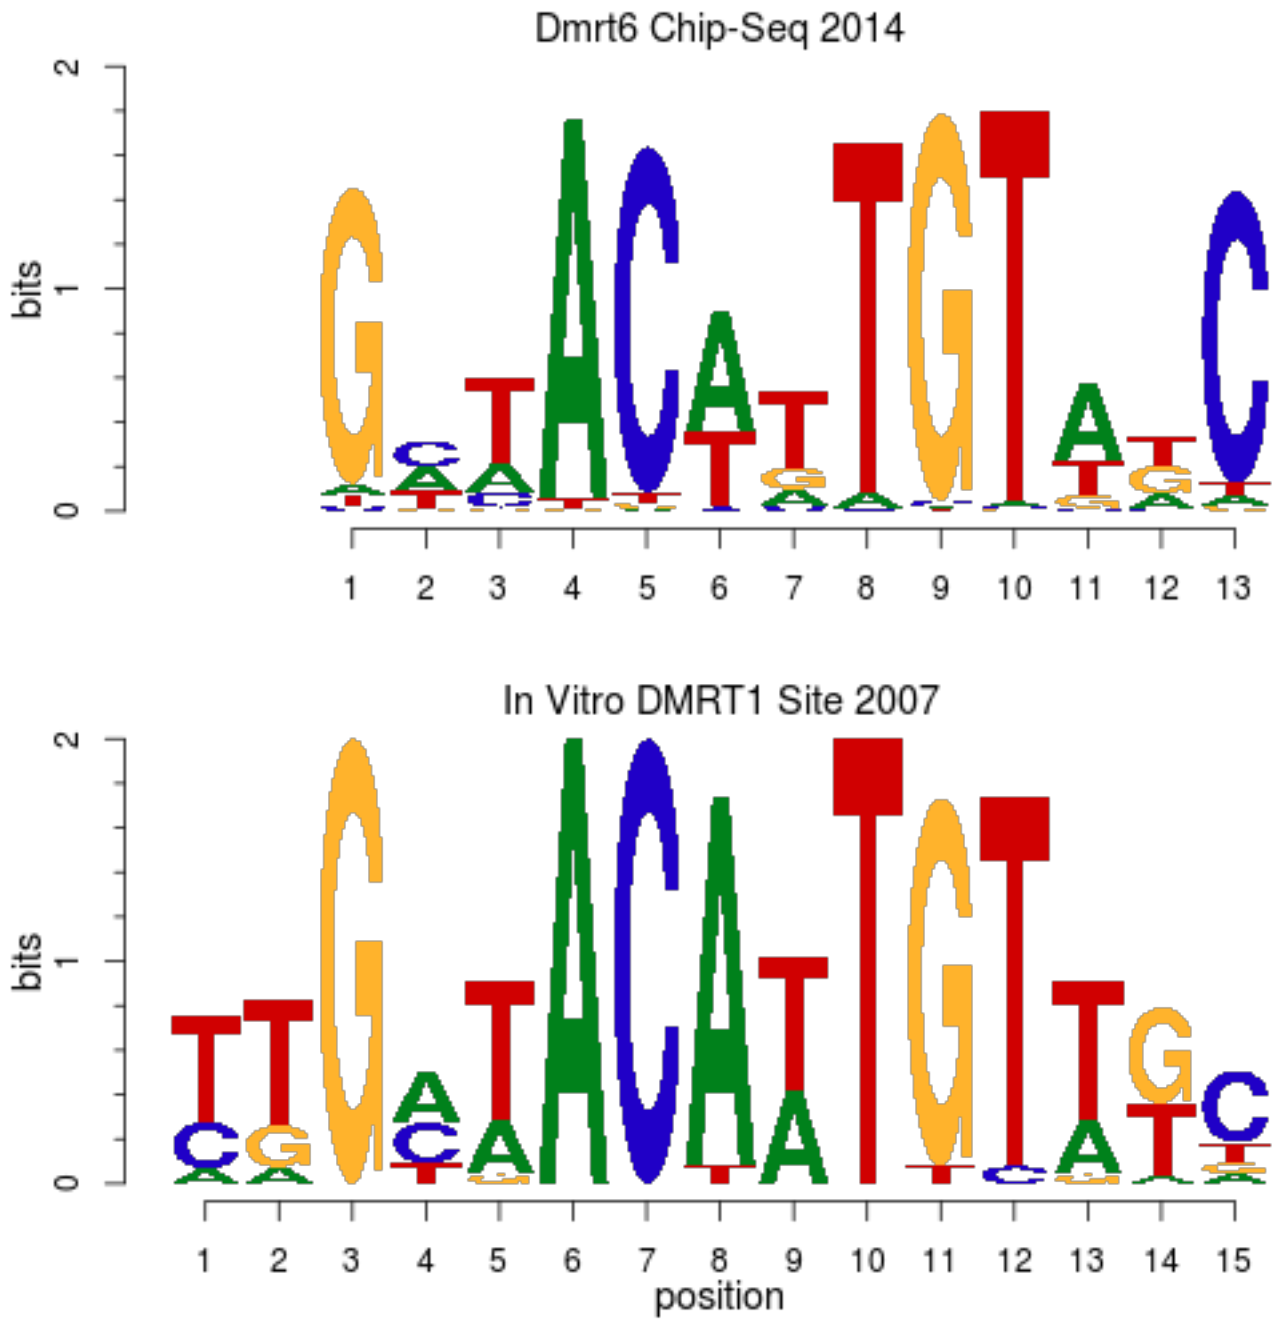 Dmrt6 Chip-Seq 2014
2
1
0
bits
G C T A C A T T G T A T C
A A A T A T T G A A T G T
T T C T G G G A C C G A A
C G G G A C A C T G C C G
1 2 3 4 5 6 7 8 9 10 11 12 13
In Vitro DMRT1 Site 2007
2
1
0
bits
T T G A T A C A T T G T T G C
C G C A T A T C A T T
A A T G G A G
A
1 2 3 4 5 6 7 8 9 10 11 12 13 14 15
position